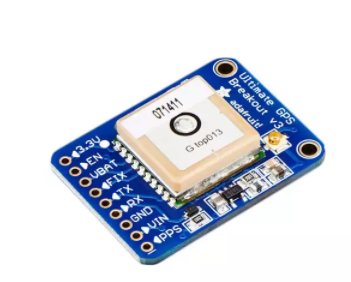 Ultimate GPS
Breakout v3
adafruit
071411
G top013
3.3V
EN
VBAT
FIX
TX
RX
GND
VIN
PPS